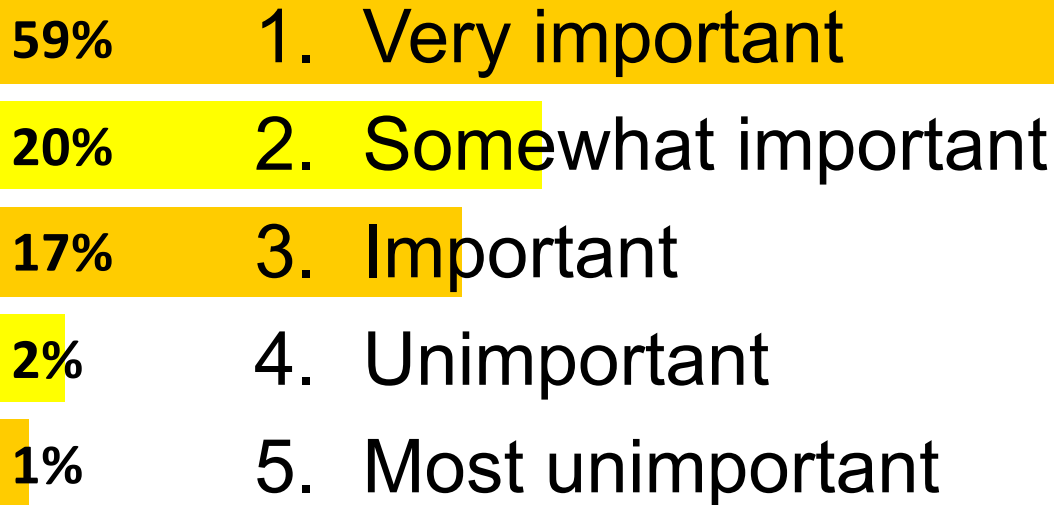 59% 1. Very important
20% 2. Somewhat important
17% 3. Important
2% 4. Unimportant
1% 5. Most unimportant